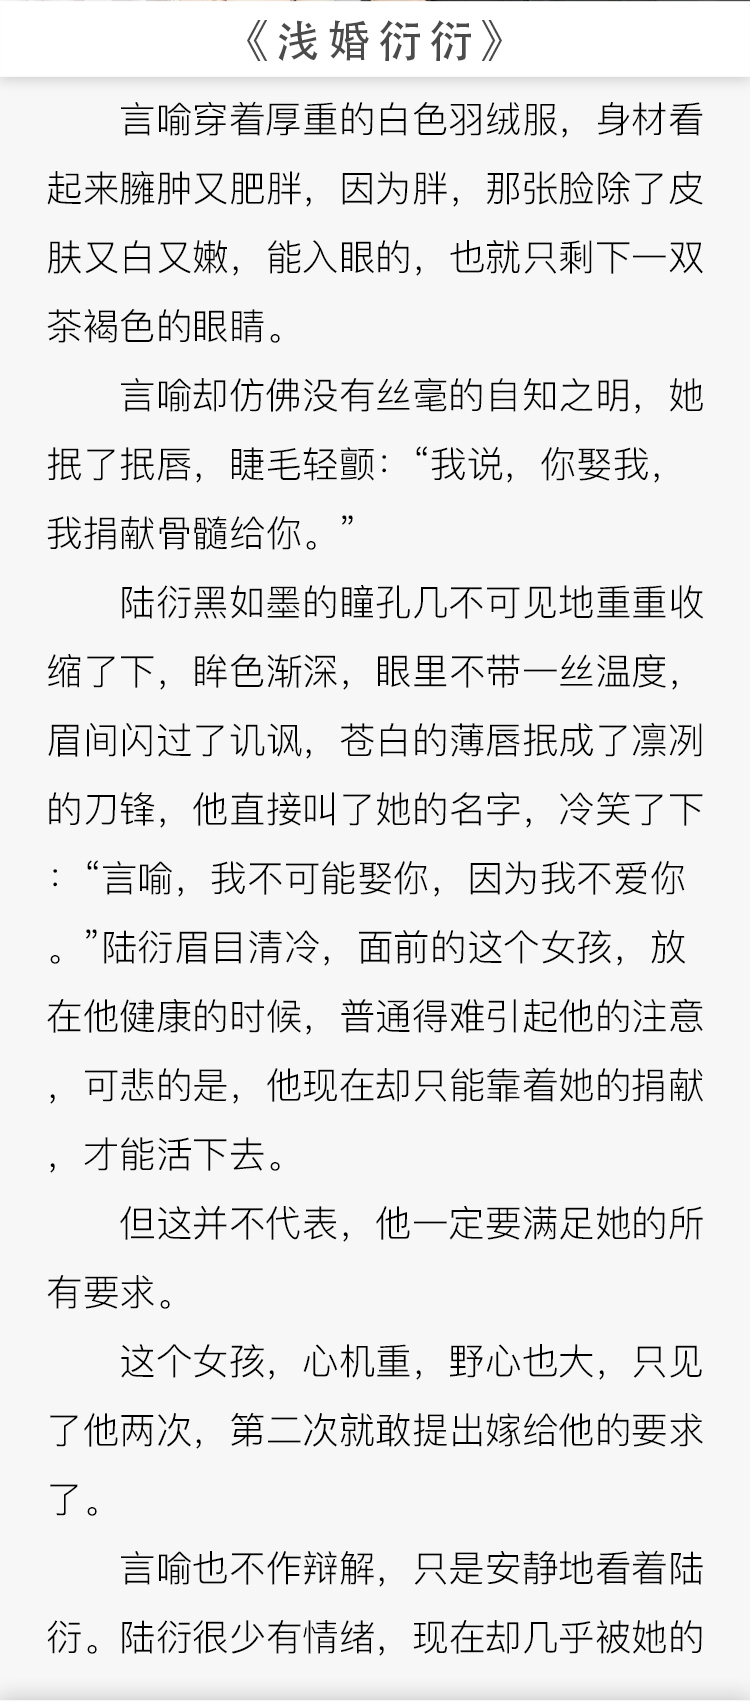 《浅婚衍衍》
言喻穿着厚重的白色羽绒服，身材看
起来臃肿又肥胖，因为胖，那张脸除了皮
肤又白又嫩，能入眼的，也就只剩下一双
茶褐色的眼睛。
言喻却仿佛没有丝毫的自知之明，她
抿了抿唇，睫毛轻颤：“我说，你娶我，
我捐献骨髓给你。”
陆衍黑如墨的瞳孔几不可见地重重收
缩了下，眸色渐深，眼里不带一丝温度，
眉间闪过了讥讽，苍白的薄唇抿成了凛冽
的刀锋，他直接叫了她的名字，冷笑了下
：“言喻，我不可能娶你，因为我不爱你
。”陆衍眉目清冷，面前的这个女孩，放
在他健康的时候，普通得难引起他的注意
，可悲的是，他现在却只能靠着她的捐献
，才能活下去。
但这并不代表，他一定要满足她的所
有要求。
这个女孩，心机重，野心也大，只见
了他两次，第二次就敢提出嫁给他的要求
了。
言喻也不作辩解，只是安静地看着陆
衍。陆衍很少有情绪，现在却几乎被她的